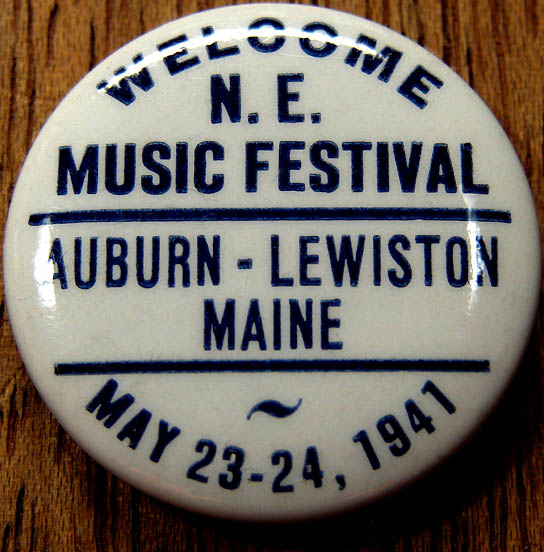 WELCOME
N. E.
MUSIC FESTIVAL
AUBURN - LEWISTON
MAINE
~
MAY 23-24, 1941